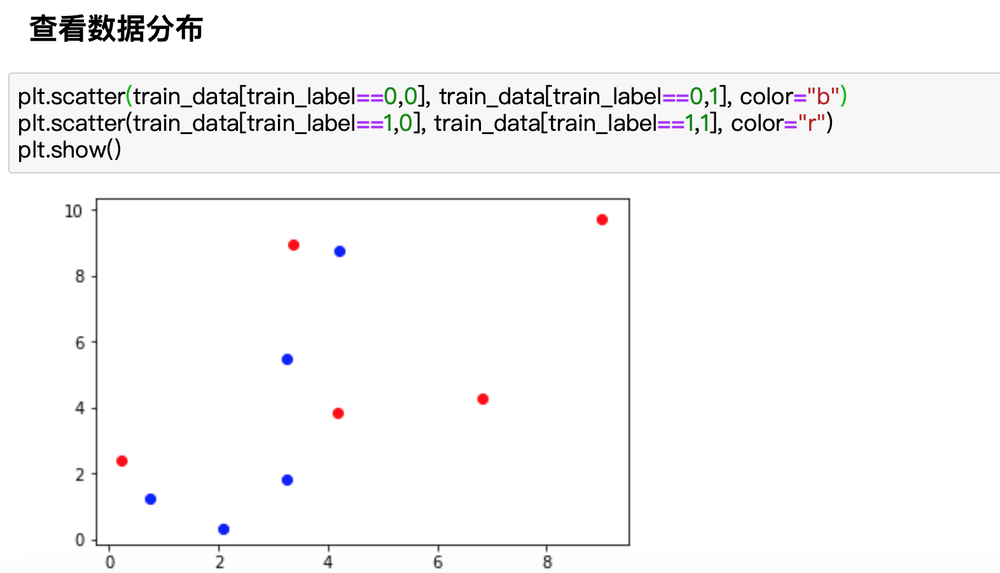 查看数据分布
plt.scatter(train_data[train_label==0,0], train_data[train_label==0,1], color="b")
plt.scatter(train_data[train_label==1,0], train_data[train_label==1,1], color="r")
plt.show()
10
8
6
4
2
0
0 2 4 6 8